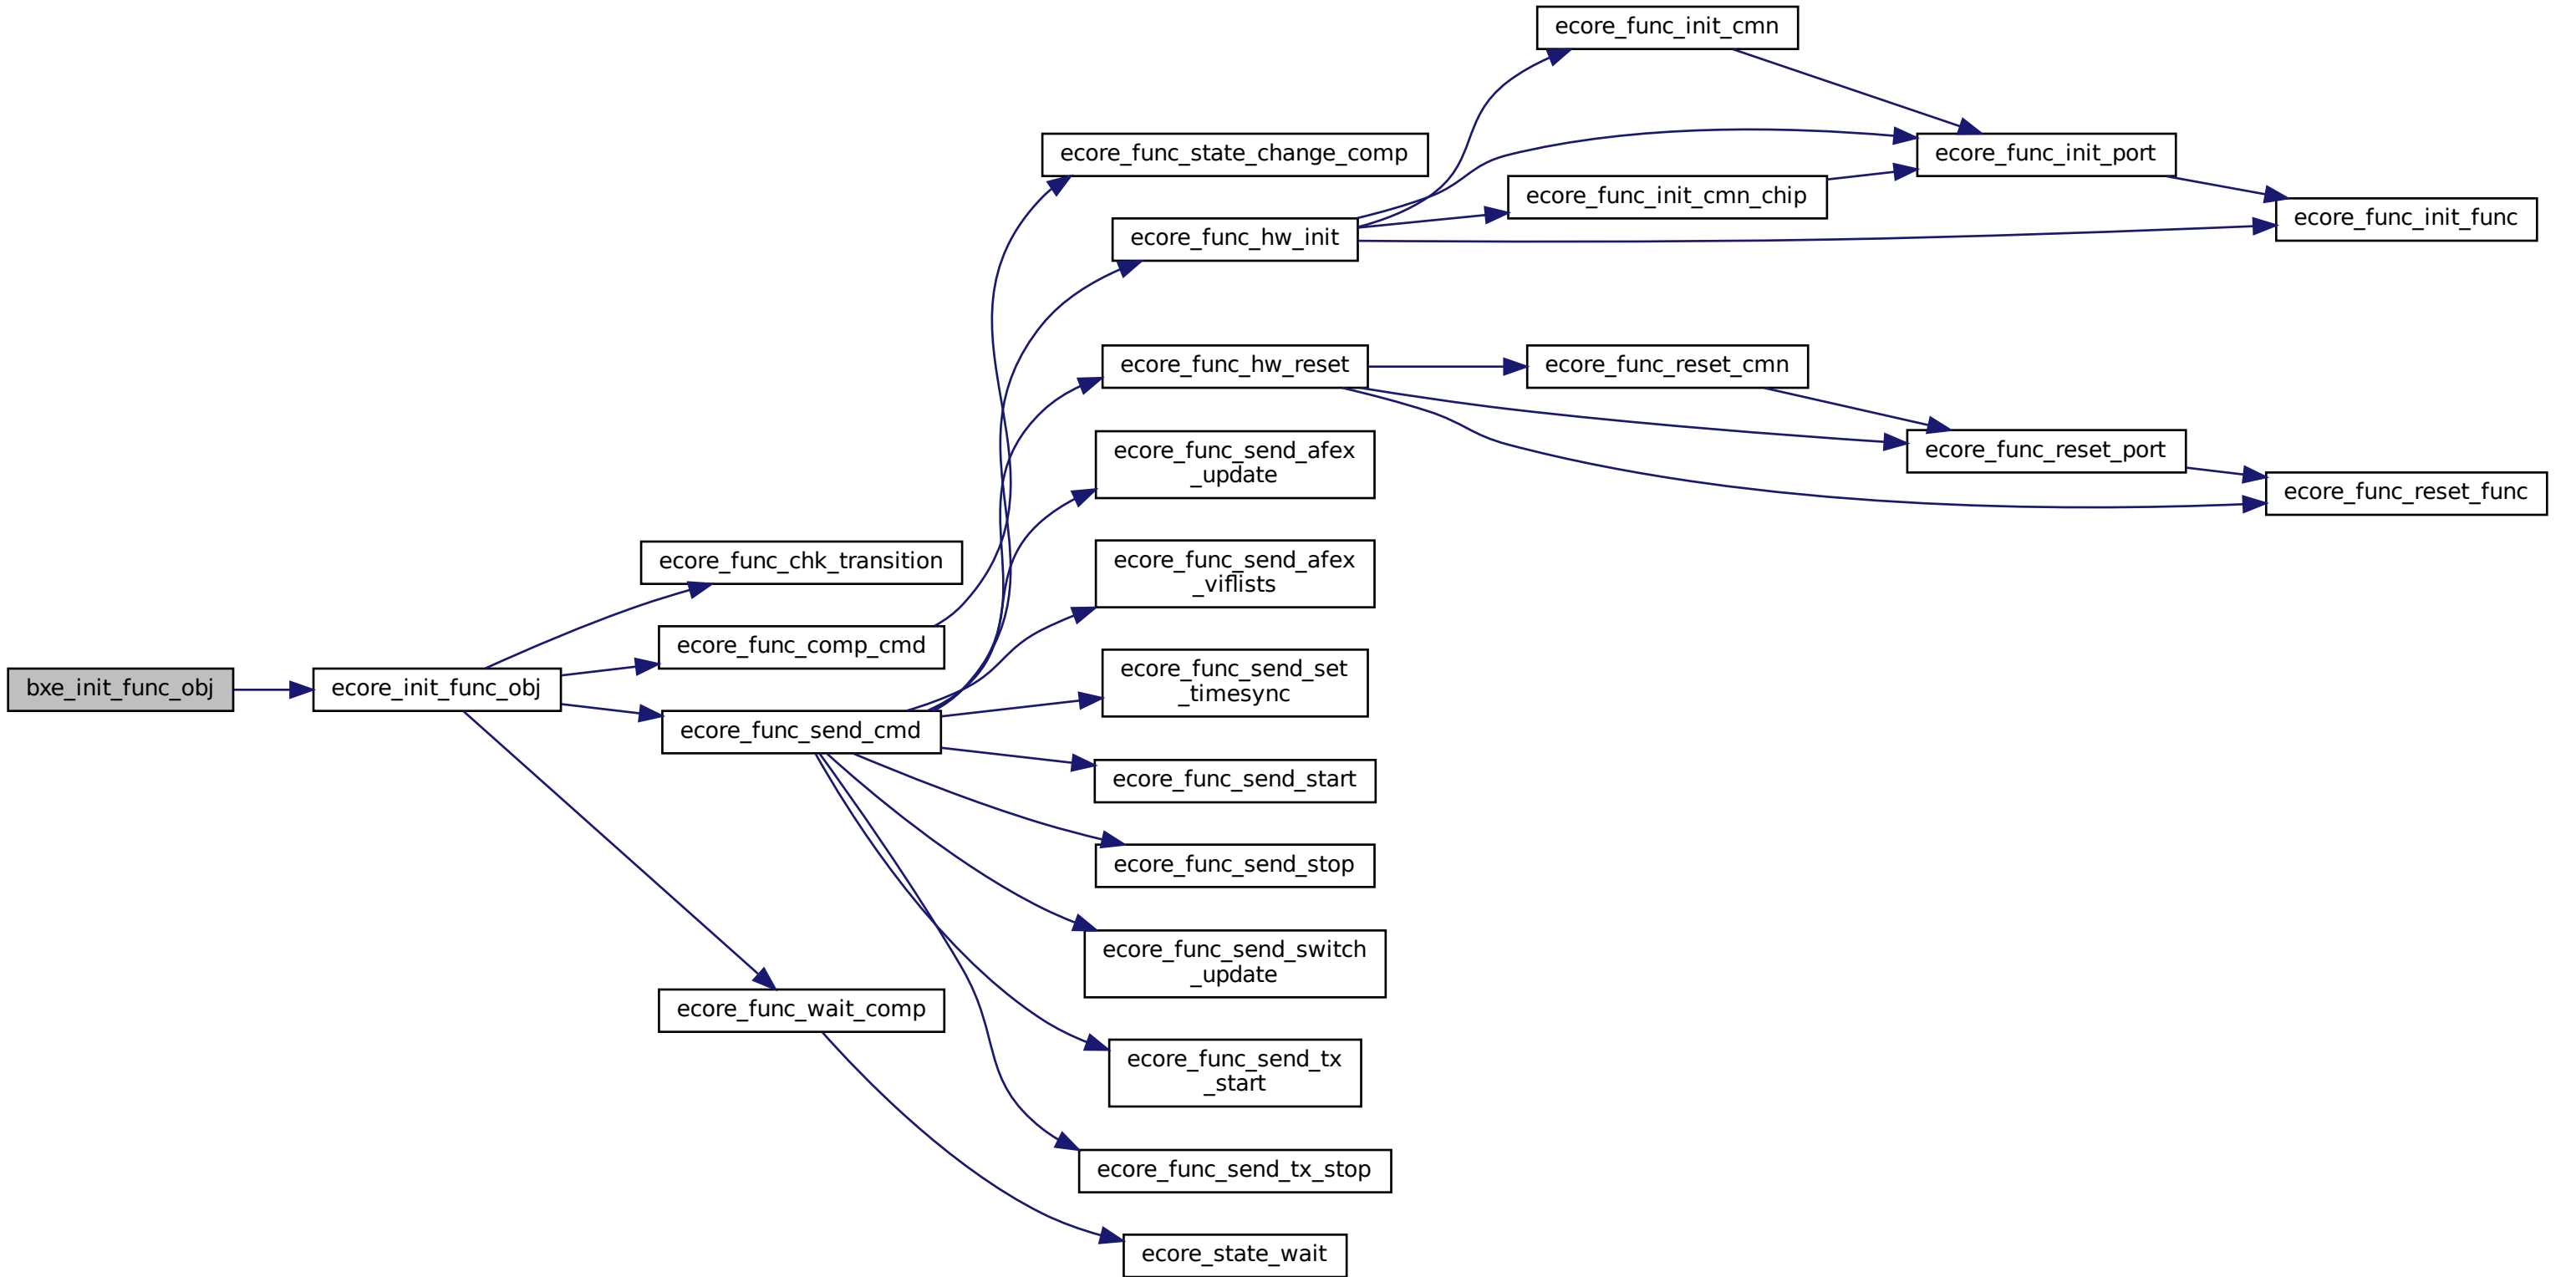 bxe_init_func_obj
ecore_init_func_obj
ecore_func_chk_transition
ecore_func_comp_cmd
ecore_func_send_cmd
ecore_func_wait_comp
ecore_func_state_change_comp
ecore_func_hw_init
ecore_func_hw_reset
ecore_func_send_afex
_update
ecore_func_send_afex
_viflists
ecore_func_send_set
_timesync
ecore_func_send_start
ecore_func_send_stop
ecore_func_send_switch
_update
ecore_func_send_tx
_start
ecore_func_send_tx_stop
ecore_state_wait
ecore_func_init_cmn
ecore_func_init_cmn_chip
ecore_func_reset_cmn
ecore_func_init_port
ecore_func_reset_port
ecore_func_init_func
ecore_func_reset_func